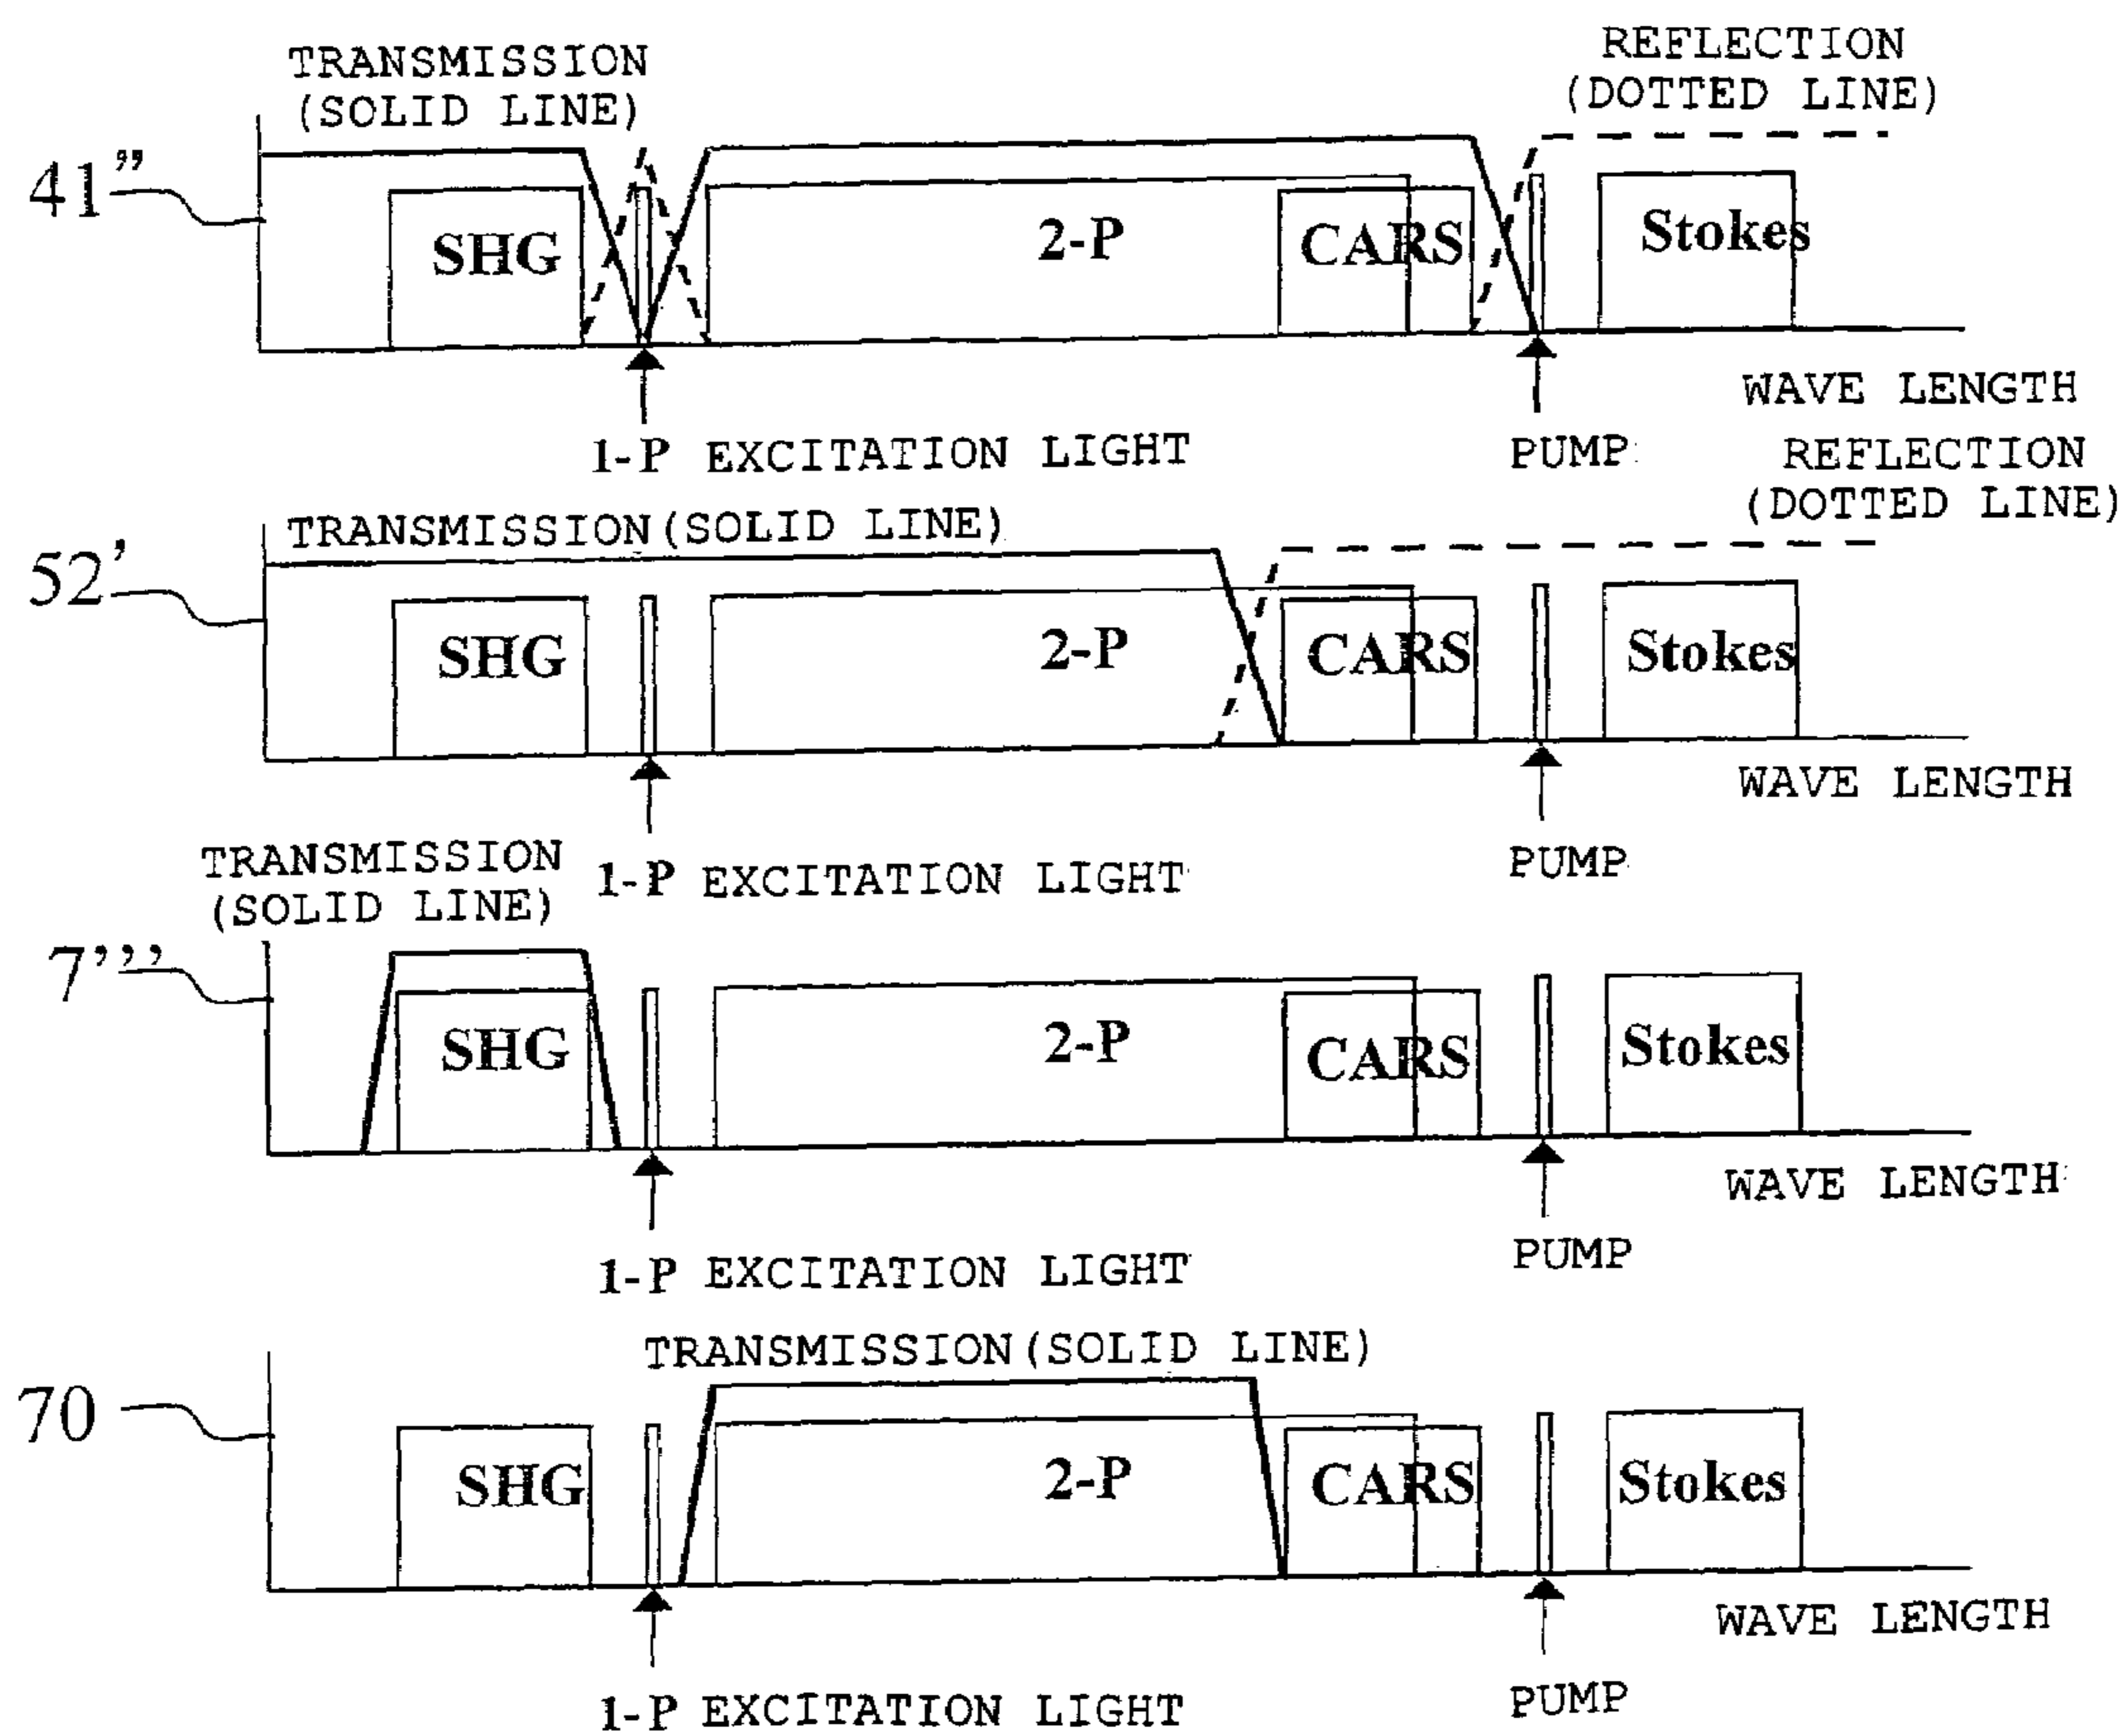 TRANSMISSION
(SOLID LINE)
REFLECTION
(DOTTED LINE)
41”
SHG
2-P
CARS
Stokes
WAVE LENGTH
1-P EXCITATION LIGHT
PUMP
REFLECTION
(DOTTED LINE)
TRANSMISSION(SOLID LINE)
52’
SHG
2-P
CARS
Stokes
WAVE LENGTH
1-P EXCITATION LIGHT
PUMP
TRANSMISSION
(SOLID LINE)
7’’’
SHG
2-P
CARS
Stokes
WAVE LENGTH
1-P EXCITATION LIGHT
PUMP
TRANSMISSION(SOLID LINE)
70
SHG
2-P
CARS
Stokes
WAVE LENGTH
1-P EXCITATION LIGHT
PUMP